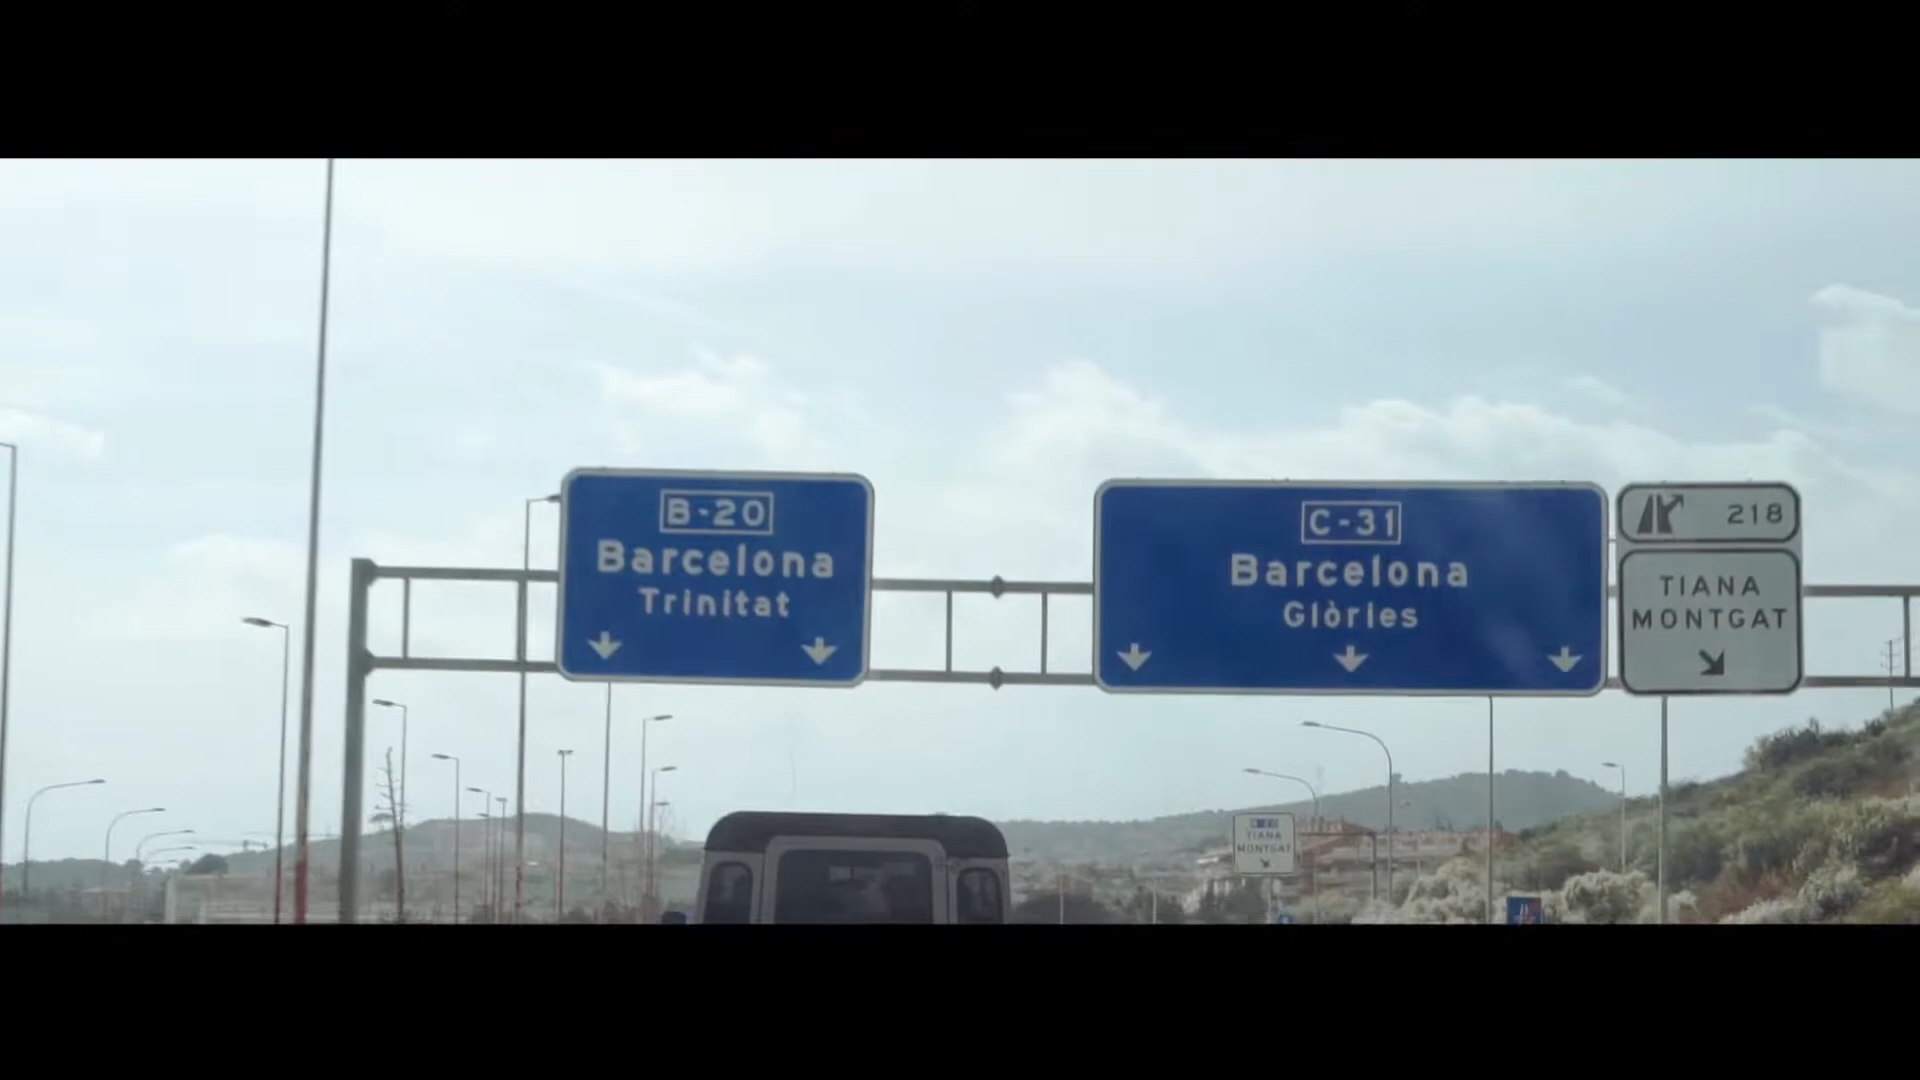 B-20
Barcelona
Trinitat
C-31
Barcelona
Glòries
218
TIANA
MONTGAT
TIANA
MONTGAT